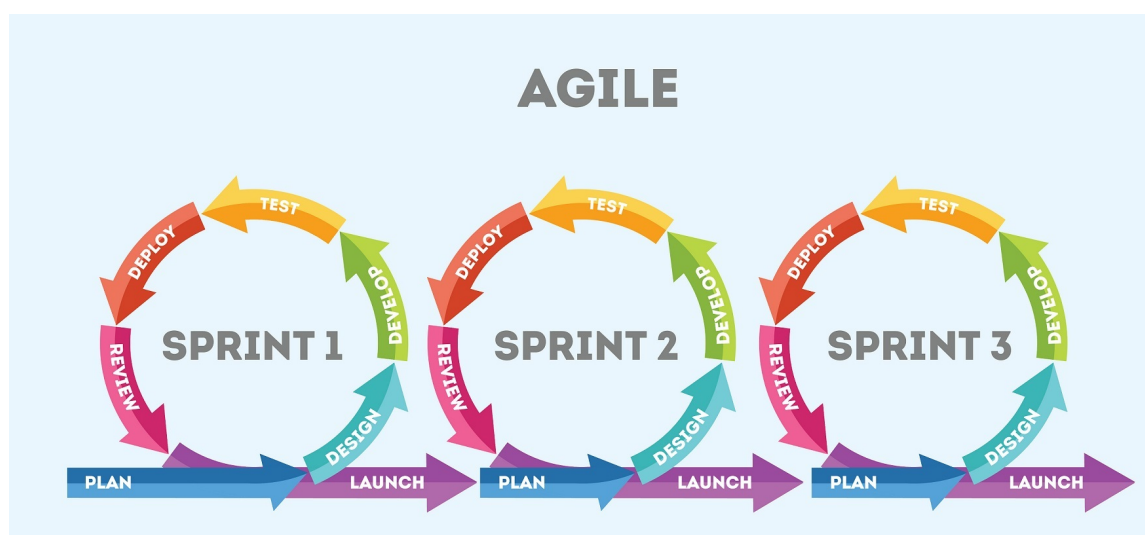 AGILE
SPRINT 1
PLAN
DESIGN
DEVELOP
TEST
DEPLOY
REVIEW
LAUNCH
SPRINT 2
PLAN
DESIGN
DEVELOP
TEST
DEPLOY
REVIEW
LAUNCH
SPRINT 3
PLAN
DESIGN
DEVELOP
TEST
DEPLOY
REVIEW
LAUNCH